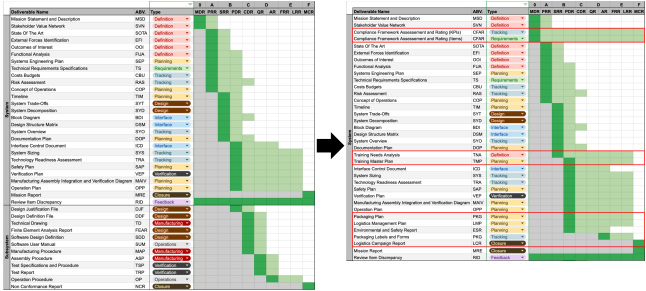 0 A B C D E F
Deliverable Name ABV Type MDR PRR SRR PDR CDR QR AR FRR LRR MCR
Mission Statement and Description MSD Definition
Stakeholder Value Network SVN Definition
State Of The Art SOTA Definition
External Forces Identification EFI Definition
Outcomes of Interest OOI Definition
Functional Analysis FUA Definition
Systems Engineering Plan SEP Planning
Technical Requirements Specifications TS Requirements
Costs Budgets CBU Tracking
Risk Assessment RAS Tracking
Concept of Operations COP Planning
Timeline TIM Planning
System Trade-Offs SYT Design
System Decomposition SYD Design
Block Diagram BDI Interface
Design Structure Matrix DSM Interface
System Overview SYO Tracking
Documentation Plan DOP Planning
Interface Control Document ICD Interface
System Sizing SYS Tracking
Technology Readiness Assessment TRA Tracking
Safety Plan SAP Planning
Verification Plan VEP Verification
Manufacturing Assembly Integration and Verification Diagram MAIV Planning
Operation Plan OPP Planning
Mission Report MRE Closure
Review Item Discrepancy RID Feedback
Design Justification File DJF Design
Design Definition File DDF Design
Technical Drawing TD Manufacturing
Finite Element Analysis Report FEAR Design
Software Design Definition SDD Design
Software User Manual SUM Operations
Manufacturing Procedure MAP Manufacturing
Assembly Procedure ASP Manufacturing
Test Specifications and Procedure TSP Verification
Test Report TRP Verification
Operation Procedure OP Operations
Non Conformance Report NCR Closure
System
Subsystem
0 A B C D E F
Deliverable Name ABV Type MDR PRR SRR PDR CDR QR AR FRR LRR MCR
Mission Statement and Description MSD Definition
Stakeholder Value Network SVN Definition
Compliance Framework Assessment and Rating (KPIs) CFAR Tracking
Compliance Framework Assessment and Rating (Items) CFAR Requirements
State Of The Art SOTA Definition
External Forces Identification EFI Definition
Outcomes of Interest OOI Definition
Functional Analysis FUA Definition
Systems Engineering Plan SEP Planning
Technical Requirements Specifications TS Requirements
Costs Budgets CBU Tracking
Risk Assessment RAS Tracking
Concept of Operations COP Planning
Timeline TIM Planning
System Trade-Offs SYT Design
System Decomposition SYD Design
Block Diagram BDI Interface
Design Structure Matrix DSM Interface
System Overview SYO Tracking
Documentation Plan DOP Planning
Training Needs Analysis TNA Definition
Training Master Plan TMP Planning
Interface Control Document ICD Interface
System Sizing SYS Tracking
Technology Readiness Assessment TRA Tracking
Safety Plan SAP Planning
Verification Plan VEP Verification
Manufacturing Assembly Integration and Verification Diagram MAIV Planning
Operation Plan OPP Planning
Packaging Plan PKG Planning
Logistics Management Plan LMP Planning
Environmental and Safety Report ESR Planning
Packaging Labels and Forms PKL Tracking
Logistics Campaign Report LCR Closure
Mission Report MRE Closure
Review Item Discrepancy RID Feedback